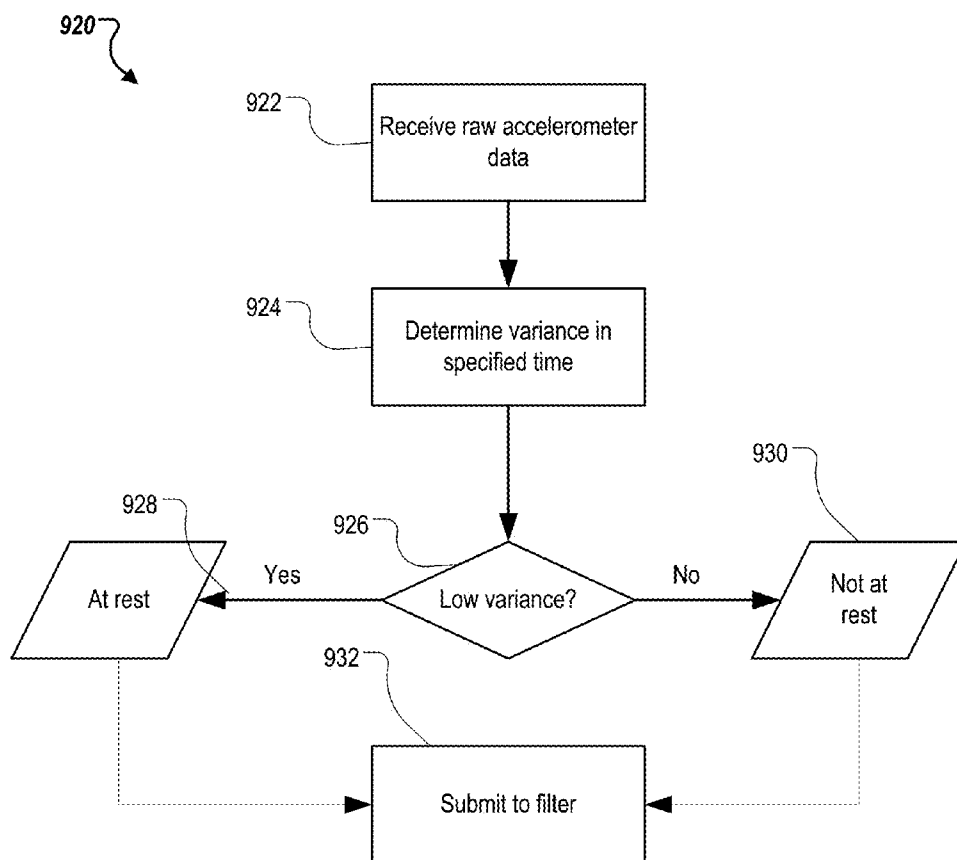 920
922
Receive raw accelerometer
data
924
Determine variance in
specified time
930
928
926
At rest
Yes
Low variance?
No
Not at
rest
932
Submit to filter